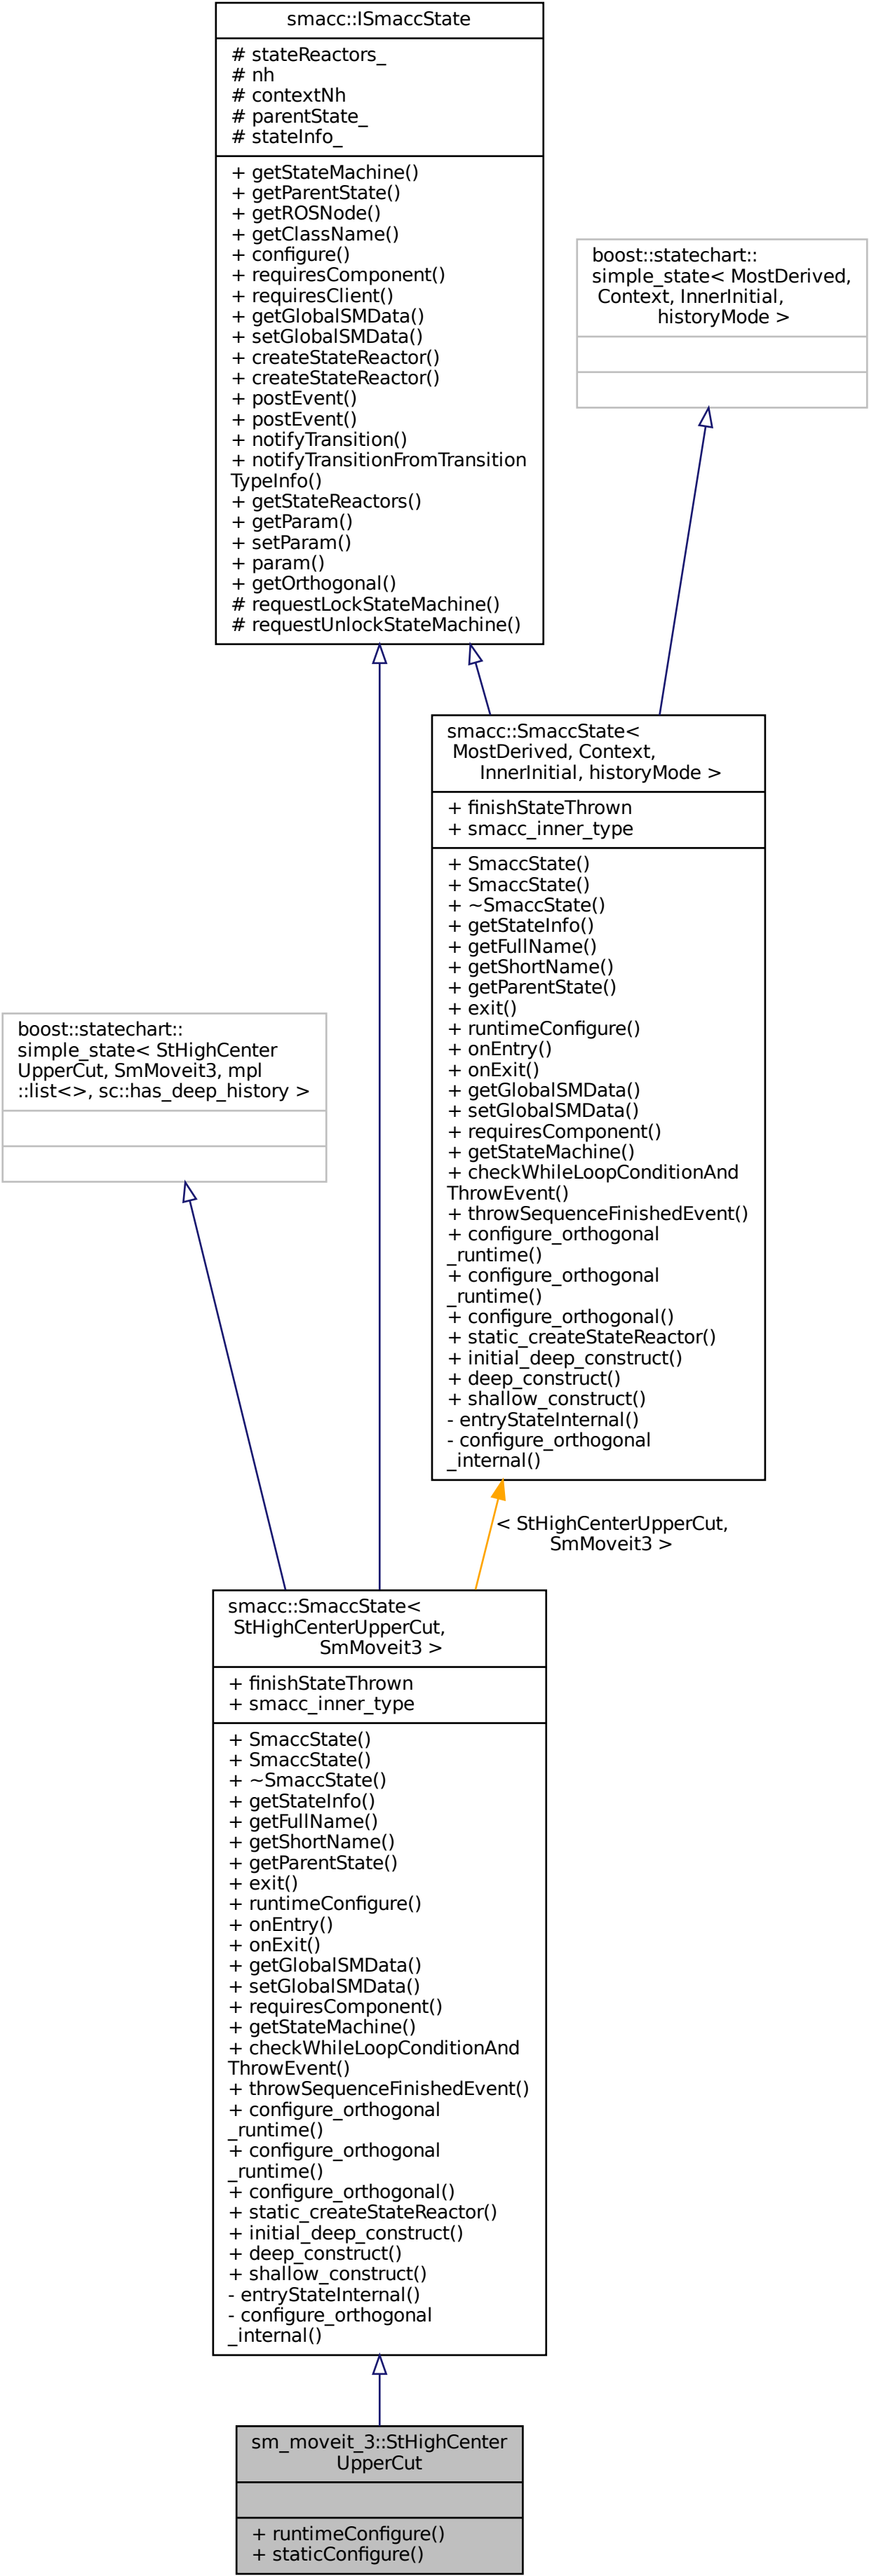 smacc::ISmaccState
# stateReactors_
# nh
# contextNh
# parentState_
# stateInfo_
+ getStateMachine()
+ getParentState()
+ getROSNode()
+ getClassName()
+ configure()
+ requiresComponent()
+ requiresClient()
+ getGlobalSMData()
+ setGlobalSMData()
+ createStateReactor()
+ createStateReactor()
+ postEvent()
+ postEvent()
+ notifyTransition()
+ notifyTransitionFromTransition
TypeInfo()
+ getStateReactors()
+ getParam()
+ setParam()
+ param()
+ getOrthogonal()
# requestLockStateMachine()
# requestUnlockStateMachine()
boost::statechart::
simple_state< MostDerived,
Context, InnerInitial,
historyMode >
smacc::SmaccState<
MostDerived, Context,
InnerInitial, historyMode >
+ finishStateThrown
+ smacc_inner_type
+ SmaccState()
+ SmaccState()
+ ~SmaccState()
+ getStateInfo()
+ getFullName()
+ getShortName()
+ getParentState()
+ exit()
+ runtimeConfigure()
+ onEntry()
+ onExit()
+ getGlobalSMData()
+ setGlobalSMData()
+ requiresComponent()
+ getStateMachine()
+ checkWhileLoopConditionAnd
ThrowEvent()
+ throwSequenceFinishedEvent()
+ configure_orthogonal
_runtime()
+ configure_orthogonal
_runtime()
+ configure_orthogonal()
+ static_createStateReactor()
+ initial_deep_construct()
+ deep_construct()
+ shallow_construct()
- entryStateInternal()
- configure_orthogonal
_internal()
boost::statechart::
simple_state< StHighCenter
UpperCut, SmMoveit3, mpl
::list<>, sc::has_deep_history >
< StHighCenterUpperCut,
SmMoveit3 >
smacc::SmaccState<
StHighCenterUpperCut,
SmMoveit3 >
+ finishStateThrown
+ smacc_inner_type
+ SmaccState()
+ SmaccState()
+ ~SmaccState()
+ getStateInfo()
+ getFullName()
+ getShortName()
+ getParentState()
+ exit()
+ runtimeConfigure()
+ onEntry()
+ onExit()
+ getGlobalSMData()
+ setGlobalSMData()
+ requiresComponent()
+ getStateMachine()
+ checkWhileLoopConditionAnd
ThrowEvent()
+ throwSequenceFinishedEvent()
+ configure_orthogonal
_runtime()
+ configure_orthogonal
_runtime()
+ configure_orthogonal()
+ static_createStateReactor()
+ initial_deep_construct()
+ deep_construct()
+ shallow_construct()
- entryStateInternal()
- configure_orthogonal
_internal()
sm_moveit_3::StHighCenter
UpperCut
+ runtimeConfigure()
+ staticConfigure()